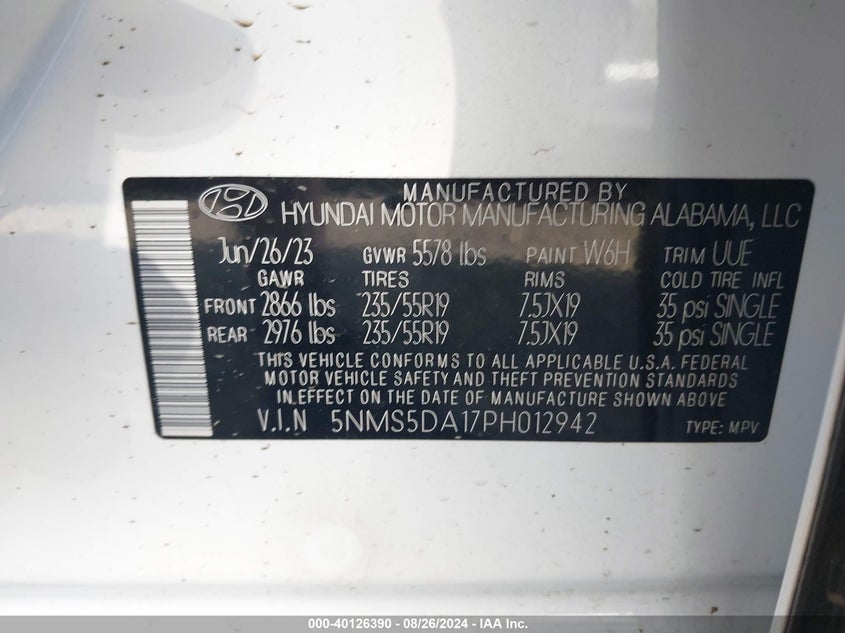 MANUFACTURED BY
HYUNDAI MOTOR MANUFACTURING ALABAMA, LLC
Jun/26/23 GVWR 5578 lbs PAINT W6H TRIM UUE
GAWR TIRES RIMS COLD TIRE INFL
FRONT 2866 lbs 235/55R19 7.5JX19 35 psi SINGLE
REAR 2976 lbs 235/55R19 7.5JX19 35 psi SINGLE
THIS VEHICLE CONFORMS TO ALL APPLICABLE U.S.A. FEDERAL
MOTOR VEHICLE SAFETY AND THEFT PREVENTION STANDARDS
IN EFFECT ON THE DATE OF MANUFACTURE SHOWN ABOVE
V.I.N 5NMS5DA17PH012942 TYPE: MPV
000-40126390 - 08/26/2024 - IAA Inc.